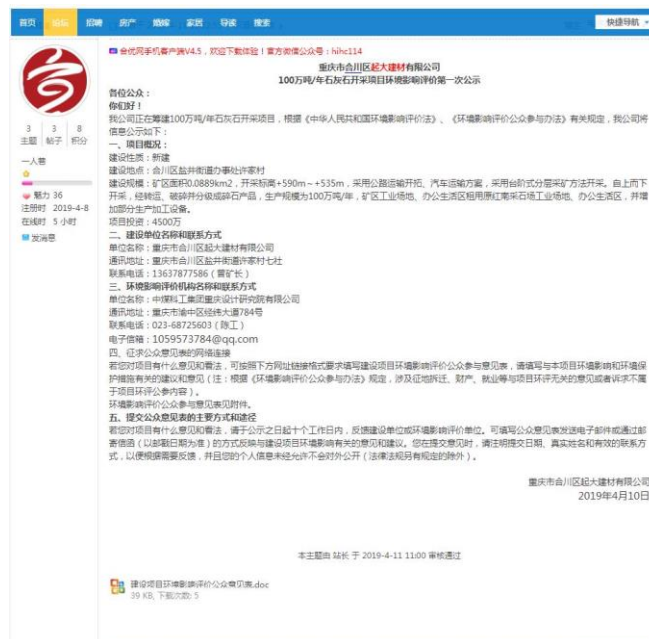 首页 论坛 招聘 房产 婚嫁 家居 导读 搜索 快捷导航
合优网手机客户端V4.5,欢迎下载体验!官方微信公众号:hihc114
重庆市合川区起大建材有限公司
100万吨/年石灰石开采项目环境影响评价第一次公示
各位公众:
你们好!
我公司正在筹建100万吨/年石灰石开采项目,根据《中华人民共和国环境影响评价法》、《环境影响评价公众参与办法》有关规定,我公司将
信息公示如下:
一、项目概况:
建设性质:新建
建设地点:合川区盐井街道办事处许家村
建设规模:矿区面积0.0889km2,开采标高+590m~+535m,采用公路运输开拓、汽车运输方案,采用台阶式分层采矿方法开采。自上而下
开采,经转运、破碎并分级成碎石产品,生产规模为100万吨/年,矿区工业场地、办公生活区租用原红南采石场工业场地、办公生活区,并增
加部分生产加工设备。
项目投资:4500万
二、建设单位名称和联系方式
单位名称:重庆市合川区起大建材有限公司
通讯地址:重庆市合川区盐井街道许家村七社
联系电话:13637877586(曾矿长)
三、环境影响评价机构名称和联系方式
单位名称:中煤科工集团重庆设计研究院有限公司
通讯地址:重庆市渝中区经纬大道784号
联系电话:023-68725603(陈工)
电子信箱:1059573784@qq.com
四、征求公众意见表的网络连接
若您对项目有什么意见和看法,可按照下方网址链接格式要求填写建设项目环境影响评价公众参与意见表,请填写与本项目环境影响和环境保
护措施有关的建议和意见(注:根据《环境影响评价公众参与办法》规定,涉及征地拆迁、财产、就业等与项目环评无关的意见或者诉求不属
于项目环评公参内容)。
环境影响评价公众参与意见表见附件。
五、提交公众意见表的主要方式和途径
若您对项目有什么意见和看法,请于公示之日起十个工作日内,反馈建设单位或环境影响评价单位。可填写公众意见表发送电子邮件或通过邮
寄信函(以邮戳日期为准)的方式反映与建设项目环境影响有关的意见和建议。您在提交意见时,请注明提交日期、真实姓名和有效的联系方
式,以便根据需要反馈,并且您的个人信息未经允许不会对外公开(法律法规另有规定的除外)。
重庆市合川区起大建材有限公司
2019年4月10日
本主题由 站长 于 2019-4-11 11:00 审核通过
建设项目环境影响评价公众意见表.doc
39 KB, 下载次数: 5
3 3 8
主题 帖子 积分
一人巷
魅力 36
注册时 2019-4-8
在线时 5 小时
发消息